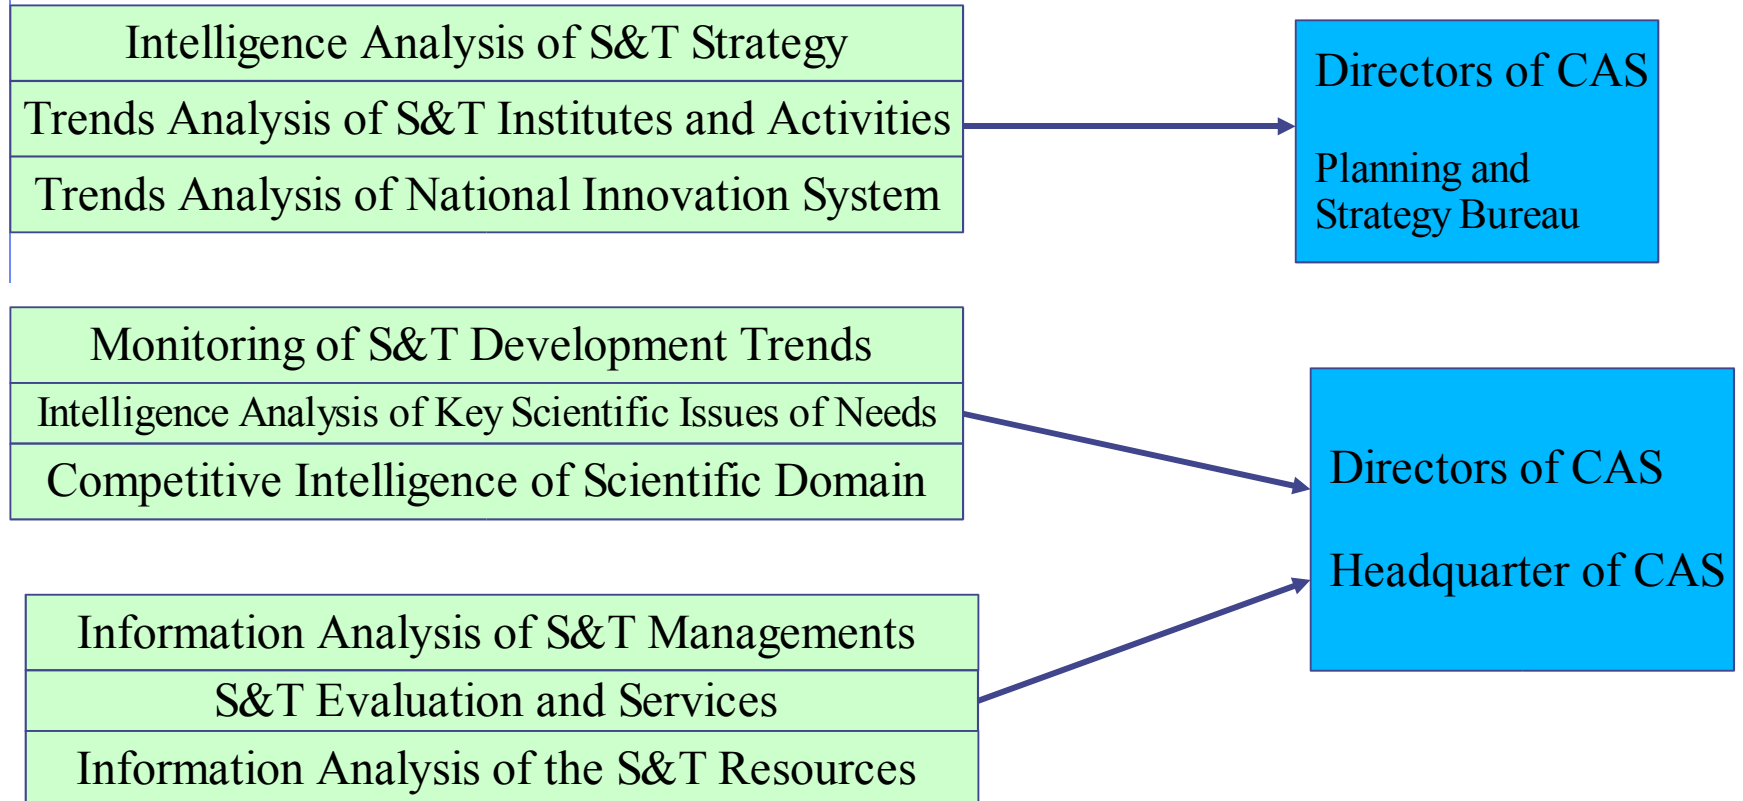 Intelligence Analysis of S&T Strategy
Trends Analysis of S&T Institutes and Activities
Trends Analysis of National Innovation System
Directors of CAS
Planning and
Strategy Bureau
Monitoring of S&T Development Trends
Intelligence Analysis of Key Scientific Issues of Needs
Competitive Intelligence of Scientific Domain
Directors of CAS
Headquarter of CAS
Information Analysis of S&T Managements
S&T Evaluation and Services
Information Analysis of the S&T Resources